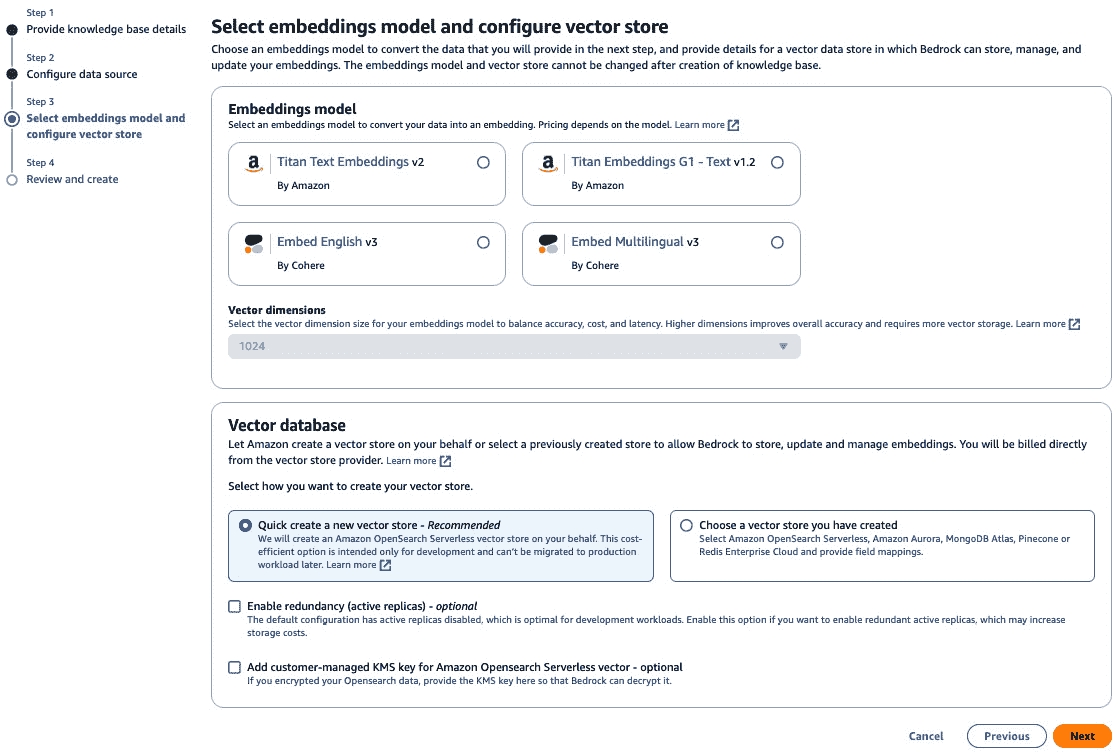 Step 1
Provide knowledge base details
Step 2
Configure data source
Step 3
Select embeddings model and
configure vector store
Step 4
Review and create
Select embeddings model and configure vector store
Choose an embeddings model to convert the data that you will provide in the next step, and provide details for a vector data store in which Bedrock can store, manage, and
update your embeddings. The embeddings model and vector store cannot be changed after creation of knowledge base.
Embeddings model
Select an embeddings model to convert your data into an embedding. Pricing depends on the model. Learn more
Titan Text Embeddings v2
By Amazon
Titan Embeddings G1 - Text v1.2
By Amazon
Embed English v3
By Cohere
Embed Multilingual v3
By Cohere
Vector dimensions
Select the vector dimension size for your embeddings model to balance accuracy, cost, and latency. Higher dimensions improves overall accuracy and requires more vector storage. Learn more
1024
Vector database
Let Amazon create a vector store on your behalf or select a previously created store to allow Bedrock to store, update and manage embeddings. You will be billed directly
from the vector store provider. Learn more
Select how you want to create your vector store.
Quick create a new vector store - Recommended
We will create an Amazon OpenSearch Serverless vector store on your behalf. This cost-
efficient option is intended only for development and can't be migrated to production
workload later. Learn more
Choose a vector store you have created
Select Amazon OpenSearch Serverless, Amazon Aurora, MongoDB Atlas, Pinecone or
Redis Enterprise Cloud and provide field mappings.
Enable redundancy (active replicas) - optional
The default configuration has active replicas disabled, which is optimal for development workloads. Enable this option if you want to enable redundant active replicas, which may increase
storage costs.
Add customer-managed KMS key for Amazon Opensearch Serverless vector - optional
If you encrypted your Opensearch data, provide the KMS key here so that Bedrock can decrypt it.
Cancel
Previous
Next